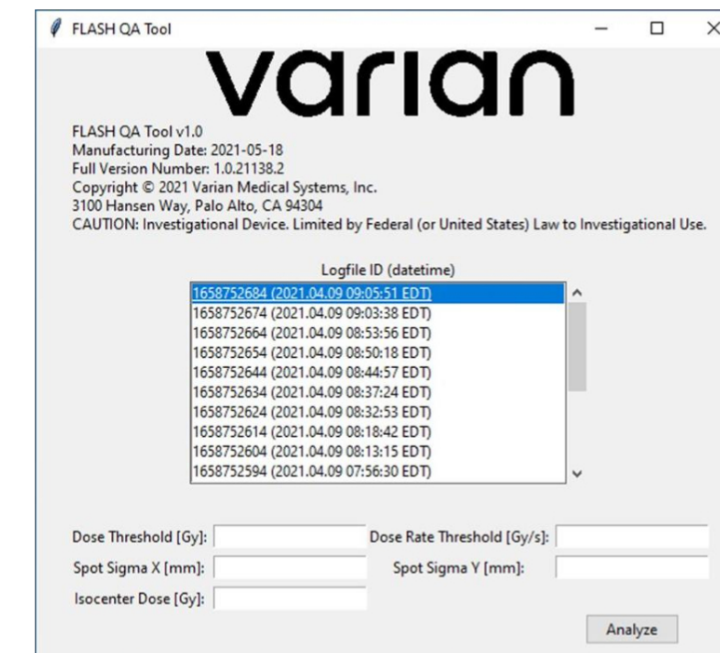 FLASH QA Tool
varian
FLASH QA Tool v1.0
Manufacturing Date: 2021-05-18
Full Version Number: 1.0.21138.2
Copyright © 2021 Varian Medical Systems, Inc.
3100 Hansen Way, Palo Alto, CA 94304
CAUTION: Investigational Device. Limited by Federal (or United States) Law to Investigational Use.
Logfile ID (datetime)
1658752684 (2021.04.09 09:05:51 EDT)
1658752674 (2021.04.09 09:03:38 EDT)
1658752664 (2021.04.09 08:53:56 EDT)
1658752654 (2021.04.09 08:50:18 EDT)
1658752644 (2021.04.09 08:44:57 EDT)
1658752634 (2021.04.09 08:37:24 EDT)
1658752624 (2021.04.09 08:32:53 EDT)
1658752614 (2021.04.09 08:18:42 EDT)
1658752604 (2021.04.09 08:13:15 EDT)
1658752594 (2021.04.09 07:56:30 EDT)
Dose Threshold [Gy]: Dose Rate Threshold [Gy/s]:
Spot Sigma X [mm]: Spot Sigma Y [mm]:
Isocenter Dose [Gy]:
Analyze